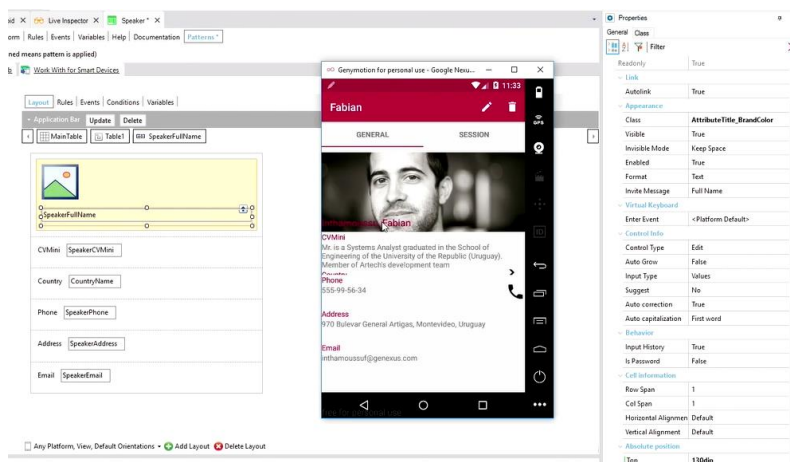 oid X Live Inspector X Speaker * X
orm Rules Events Variables Help Documentation Patterns *
ned means pattern is applied)
Work With for Smart Devices
Layout Rules Events Conditions Variables
Application Bar Update Delete
MainTable Table1 SpeakerFullName
SpeakerFullName
CVMini SpeakerCVMini
Country CountryName
Phone SpeakerPhone
Address SpeakerAddress
Email SpeakerEmail
Any Platform, View, Default Orientations Add Layout Delete Layout
Genymotion for personal use - Google Nexu...
11:33
Fabian
GENERAL SESSION
Inthamoussu, Fabian
CVMini
Mr. is a Systems Analyst graduated in the School of
Engineering of the University of the Republic (Uruguay).
Member of Artech's development team
Country
Phone
555-99-56-34
Address
970 Bulevar General Artigas, Montevideo, Uruguay
Email
inthamoussuf@genexus.com
free for personal use
GPS
Properties
General Class
Filter
Readonly True
Link
Autolink True
Appearance
Class AttributeTitle_BrandColor
Visible True
Invisible Mode Keep Space
Enabled True
Format Text
Invite Message Full Name
Virtual Keyboard
Enter Event <Platform Default>
Control Info
Control Type Edit
Auto Grow False
Input Type Values
Suggest No
Auto correction True
Auto capitalization First word
Behavior
Input History True
Is Password False
Cell information
Row Span 1
Col Span 1
Horizontal Alignmen Default
Vertical Alignment Default
Absolute position
Top 130dip